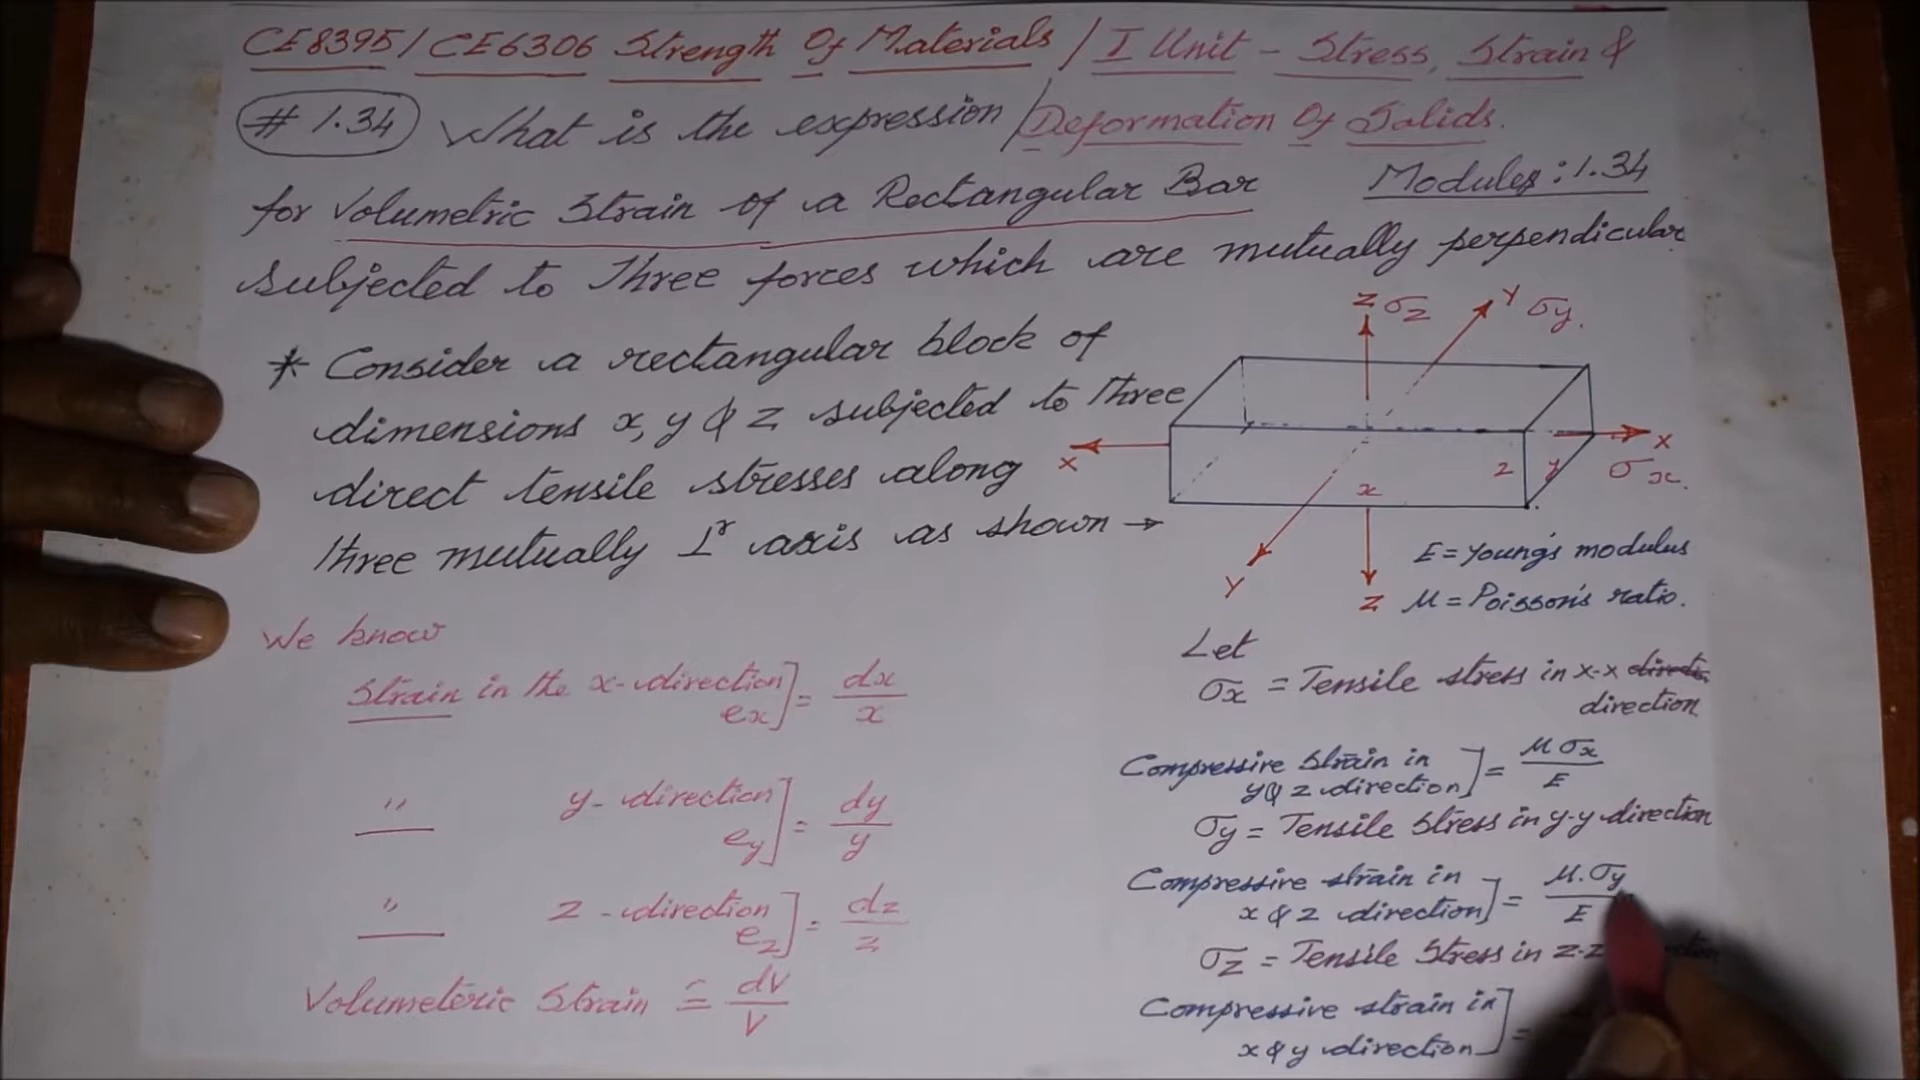 CE8395/CE6306 Strength Of Materials / I Unit - Stress, Strain &
# 1.34 What is the expression / Deformation Of Solids.
for Volumetric Strain of a Rectangular Bar
Module: 1.34
subjected to Three forces which are mutually perpendicular
* Consider a rectangular block of
dimensions x, y & z subjected to three
direct tensile stresses along
three mutually ⊥r axis as shown →
Z σz
Y σy.
X
X
σx.
z y
x
Y
Z
E = Young's modulus
μ = Poisson's ratio.
We know
Strain in the x-direction] = dx/x
ex
" y-direction] = dy/y
ey
" z-direction] = dz/z
ez
Volumeteric Strain = dV/V
Let
σx = Tensile stress in x-x
direction
Compressive strain in
y & z direction] = μσx/E
σy = Tensile Stress in y-y direction
Compressive strain in
x & z direction] = μ.σy/E
σz = Tensile Stress in z-z
Compressive strain in
x & y direction] =